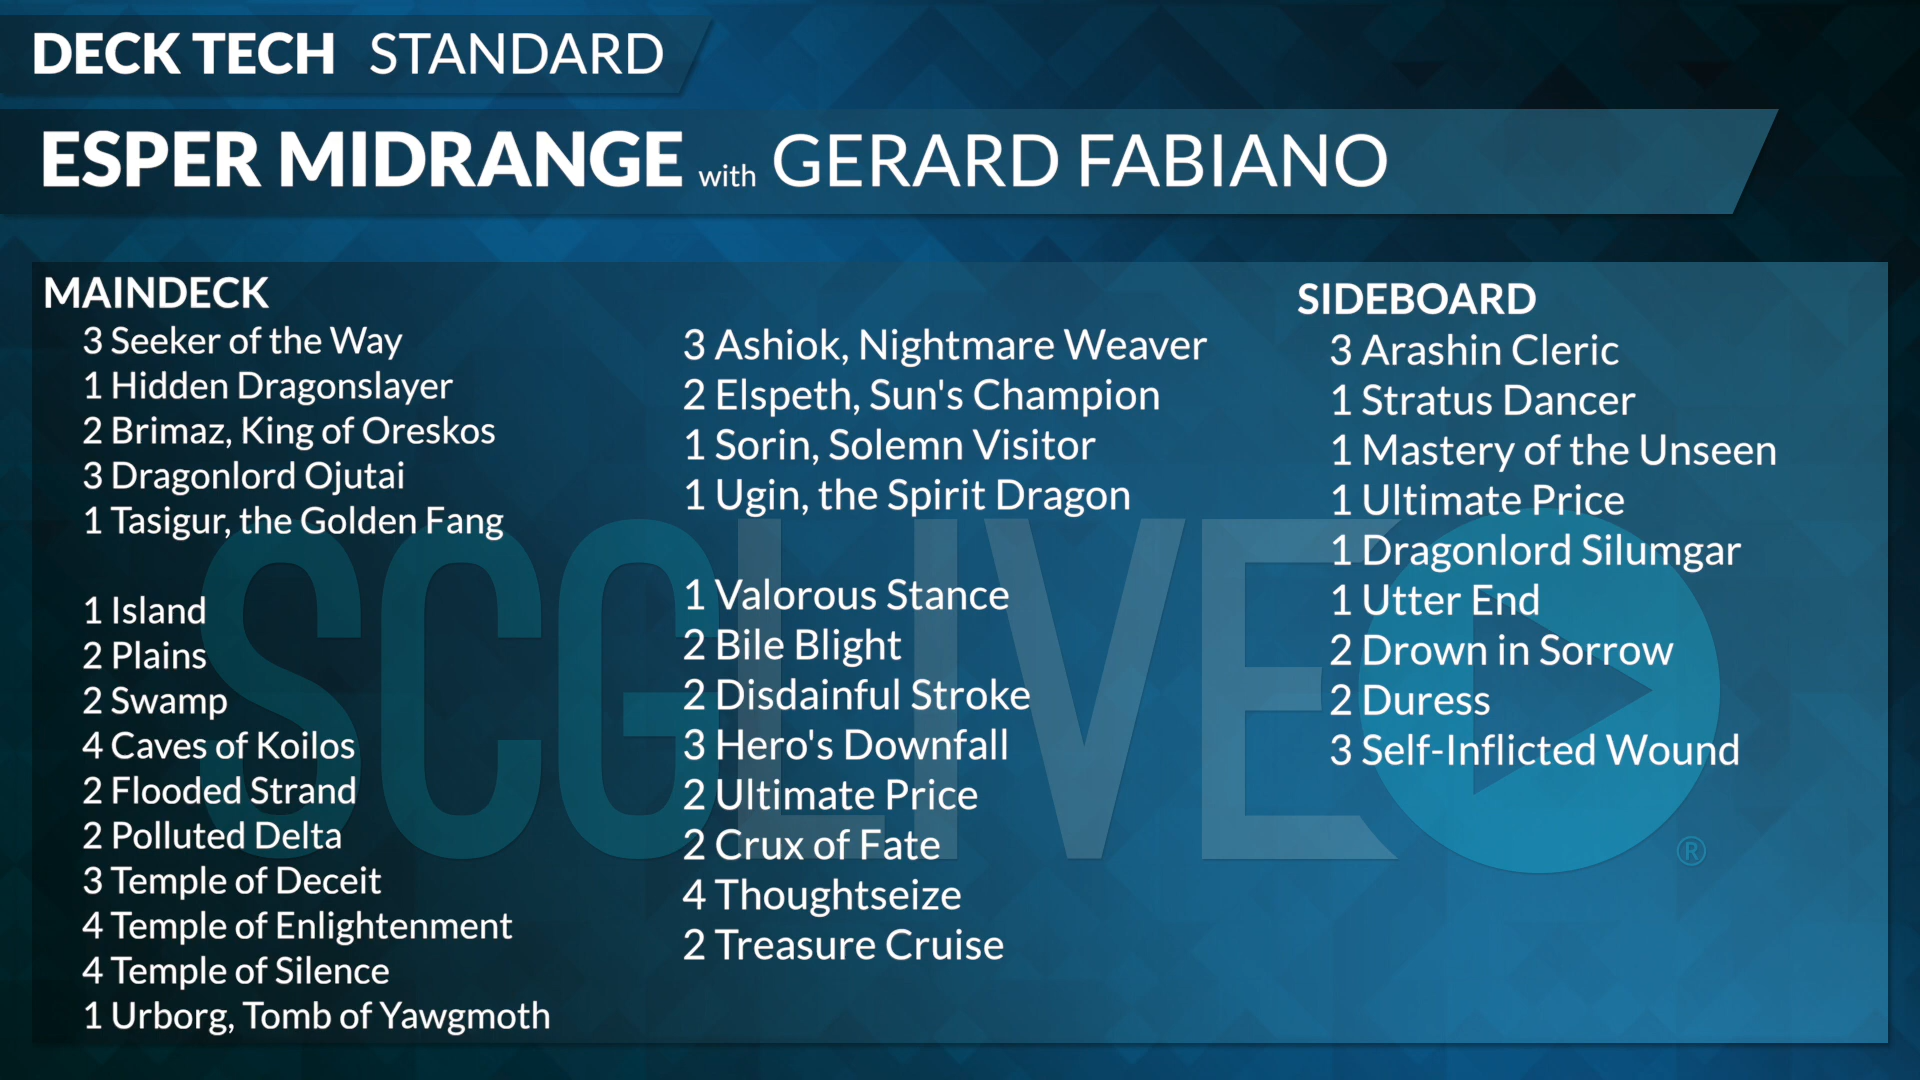 DECK TECH STANDARD
ESPER MIDRANGE with GERARD FABIANO
MAINDECK
3 Seeker of the Way
1 Hidden Dragonslayer
2 Brimaz, King of Oreskos
3 Dragonlord Ojutai
1 Tasigur, the Golden Fang
1 Island
2 Plains
2 Swamp
4 Caves of Koilos
2 Flooded Strand
2 Polluted Delta
3 Temple of Deceit
4 Temple of Enlightenment
4 Temple of Silence
1 Urborg, Tomb of Yawgmoth
3 Ashiok, Nightmare Weaver
2 Elspeth, Sun's Champion
1 Sorin, Solemn Visitor
1 Ugin, the Spirit Dragon
1 Valorous Stance
2 Bile Blight
2 Disdainful Stroke
3 Hero's Downfall
2 Ultimate Price
2 Crux of Fate
4 Thoughtseize
2 Treasure Cruise
SIDEBOARD
3 Arashin Cleric
1 Stratus Dancer
1 Mastery of the Unseen
1 Ultimate Price
1 Dragonlord Silumgar
1 Utter End
2 Drown in Sorrow
2 Duress
3 Self-Inflicted Wound
SCGLIVE ®